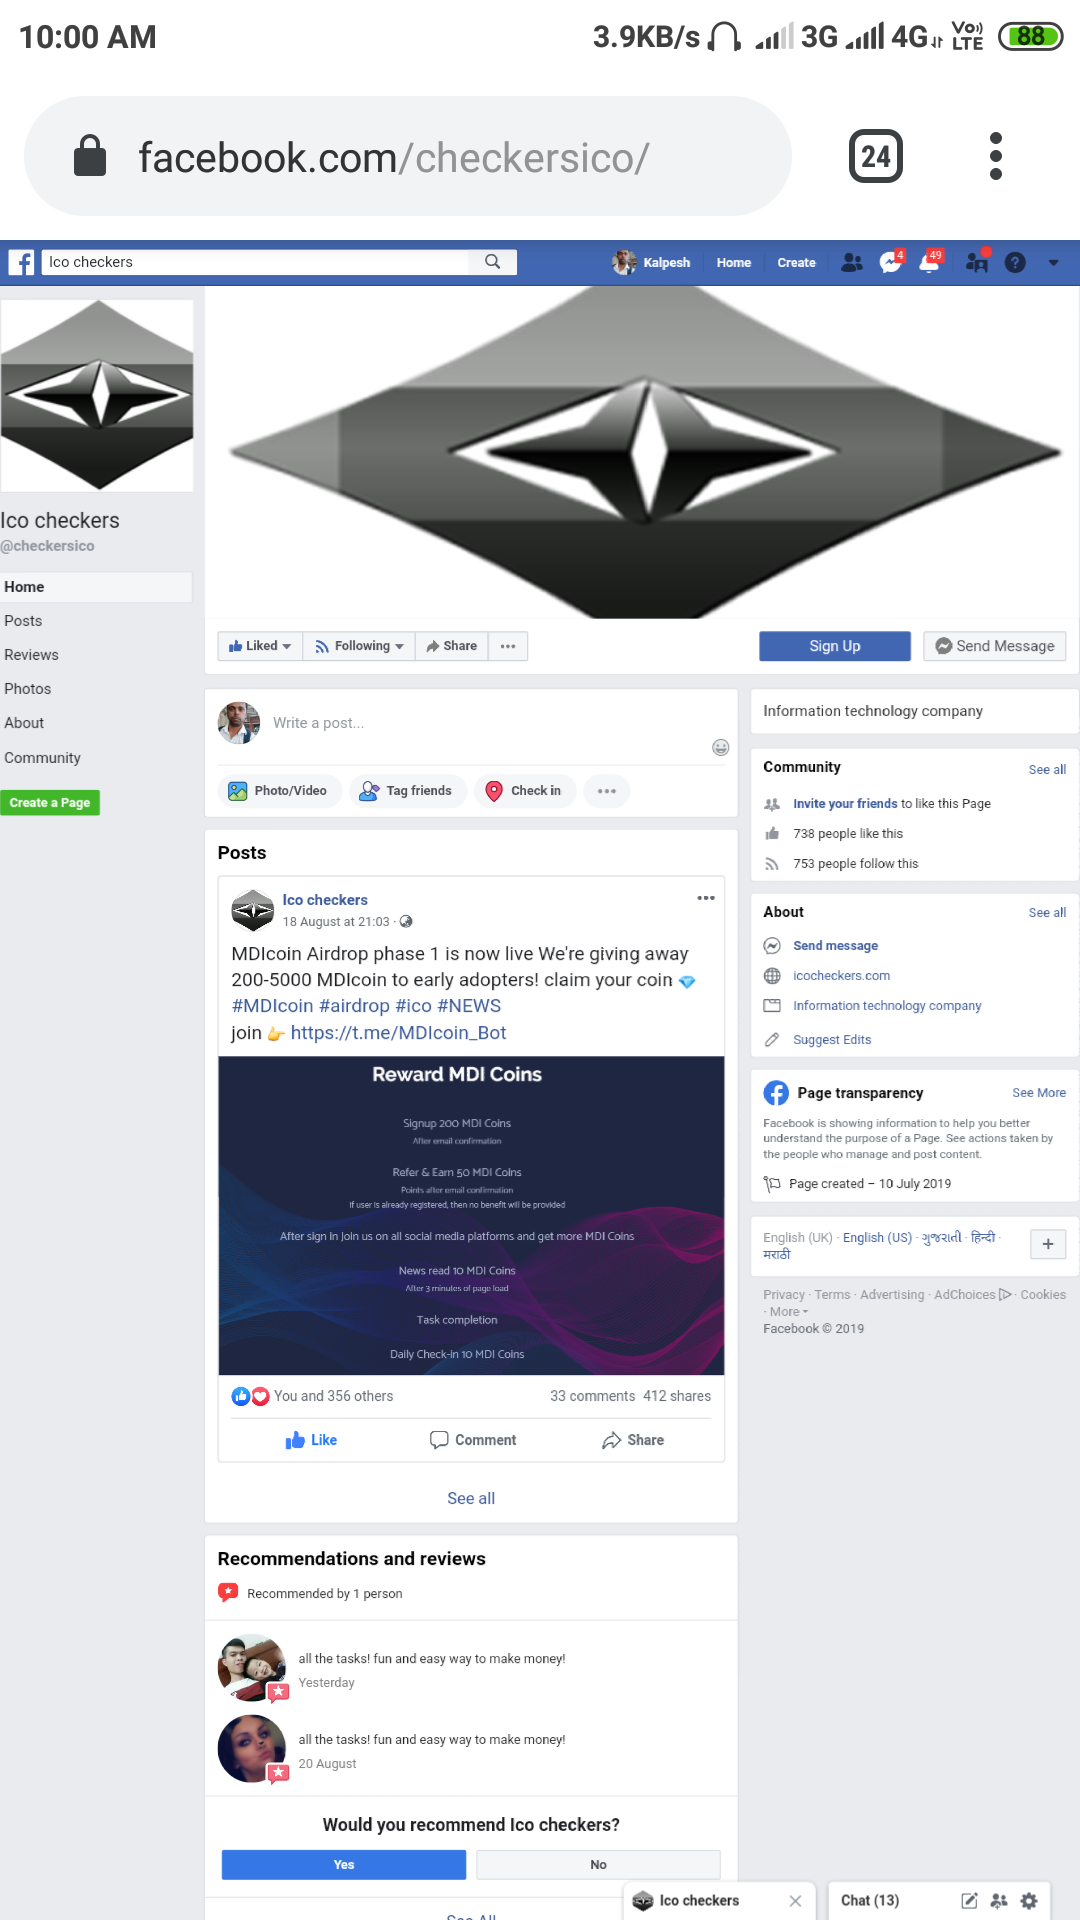 10:00 AM
3.9KB/s 3G 4G VoLTE 88
facebook.com/checkersico/
24
Ico checkers
Kalpesh Home Create 4 49
Ico checkers
@checkersico
Home
Posts
Reviews
Photos
About
Community
Create a Page
Liked Following Share
Sign Up Send Message
Write a post...
Photo/Video Tag friends Check in
Posts
Ico checkers
18 August at 21:03 ·
MDIcoin Airdrop phase 1 is now live We're giving away
200-5000 MDIcoin to early adopters! claim your coin 💎
#MDIcoin #airdrop #ico #NEWS
join 👉 https://t.me/MDIcoin_Bot
Reward MDI Coins
Signup 200 MDI Coins
After email confirmation
Refer & Earn 50 MDI Coins
Points after email confirmation
If user is already registered, then no benefit will be provided
After sign in Join us on all social media platforms and get more MDI Coins
News read 10 MDI Coins
After 3 minutes of page load
Task completion
Daily Check-in 10 MDI Coins
You and 356 others
33 comments 412 shares
Like Comment Share
See all
Recommendations and reviews
Recommended by 1 person
all the tasks! fun and easy way to make money!
Yesterday
all the tasks! fun and easy way to make money!
20 August
Would you recommend Ico checkers?
Yes No
See All
Information technology company
Community See all
Invite your friends to like this Page
738 people like this
753 people follow this
About See all
Send message
icocheckers.com
Information technology company
Suggest Edits
Page transparency See More
Facebook is showing information to help you better
understand the purpose of a Page. See actions taken by
the people who manage and post content.
Page created – 10 July 2019
English (UK) · English (US) · ગુજરાતી · हिन्दी ·
मराठी
Privacy · Terms · Advertising · AdChoices · Cookies
· More
Facebook © 2019
Ico checkers
Chat (13)